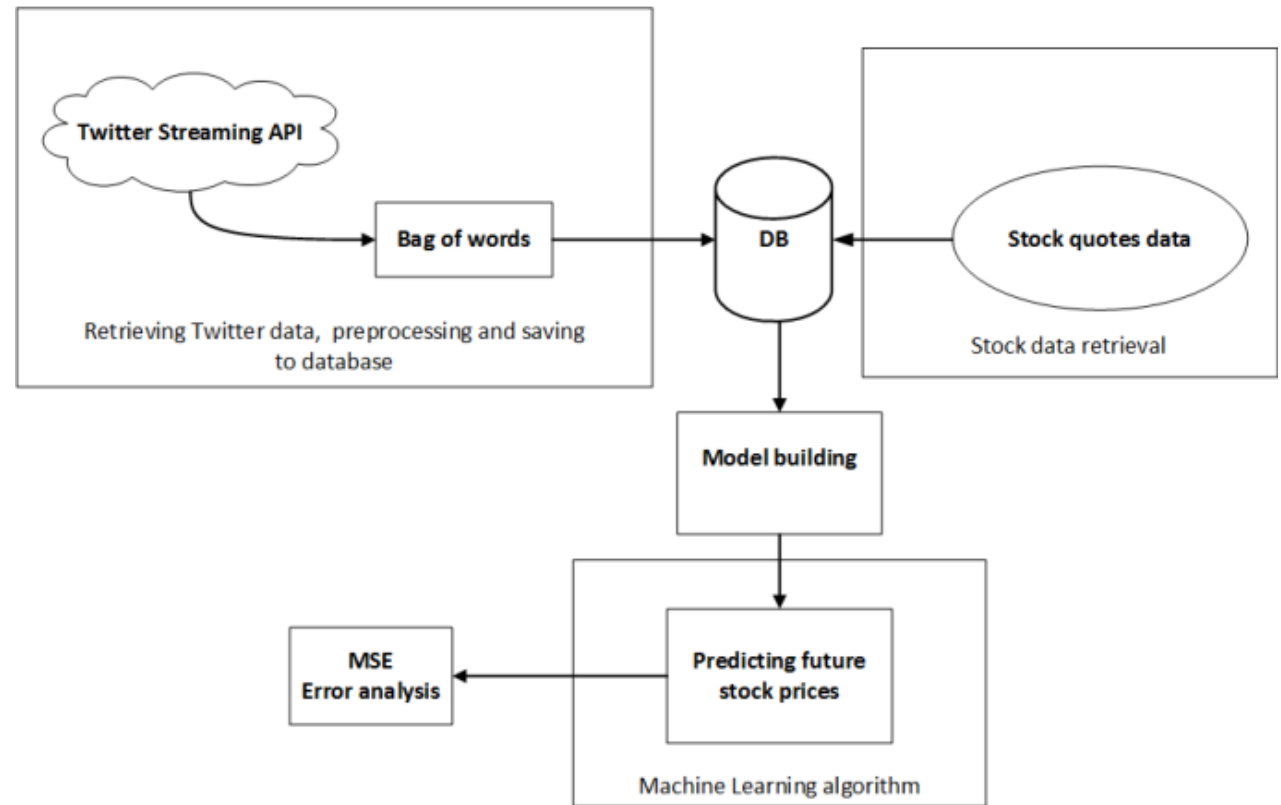 Twitter Streaming API
Bag of words
Retrieving Twitter data, preprocessing and saving
to database
DB
Stock quotes data
Stock data retrieval
Model building
Predicting future
stock prices
Machine Learning algorithm
MSE
Error analysis